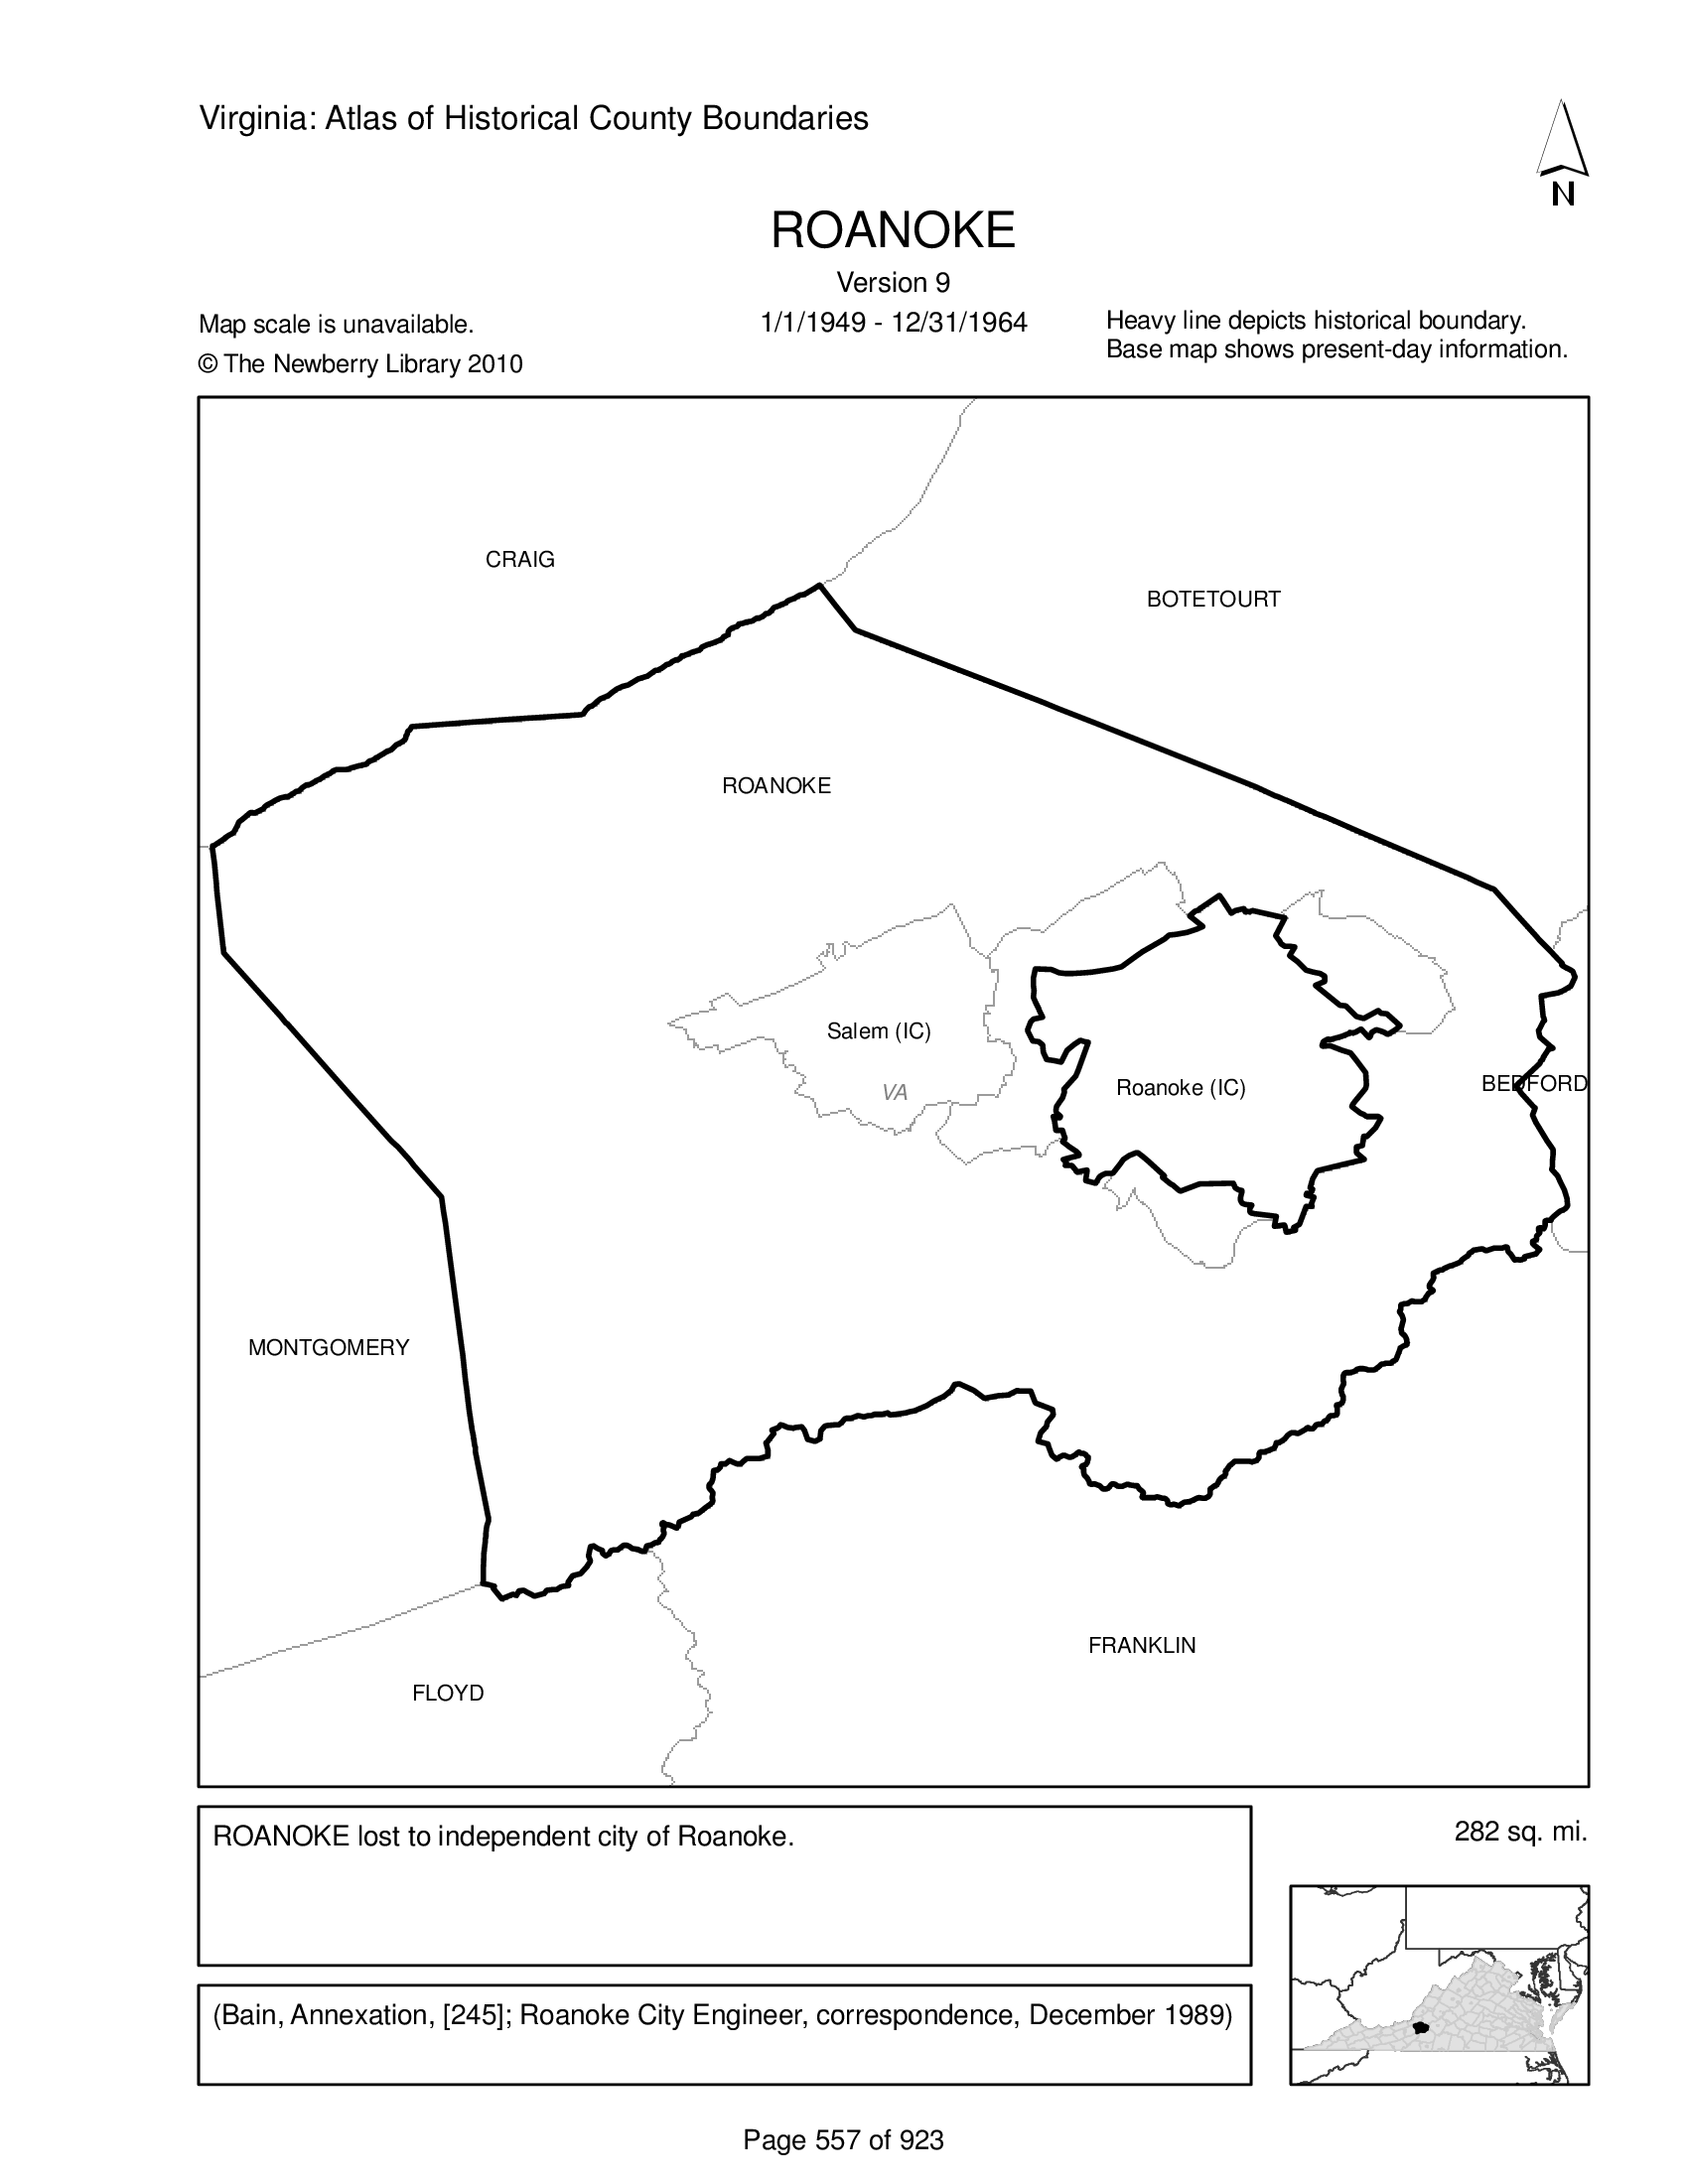 Virginia: Atlas of Historical County Boundaries
N
ROANOKE
Version 9
1/1/1949 - 12/31/1964
Map scale is unavailable.
© The Newberry Library 2010
Heavy line depicts historical boundary.
Base map shows present-day information.
CRAIG
BOTETOURT
ROANOKE
Salem (IC)
VA
Roanoke (IC)
BEDFORD
MONTGOMERY
FRANKLIN
FLOYD
ROANOKE lost to independent city of Roanoke.
282 sq. mi.
(Bain, Annexation, [245]; Roanoke City Engineer, correspondence, December 1989)
Page 557 of 923